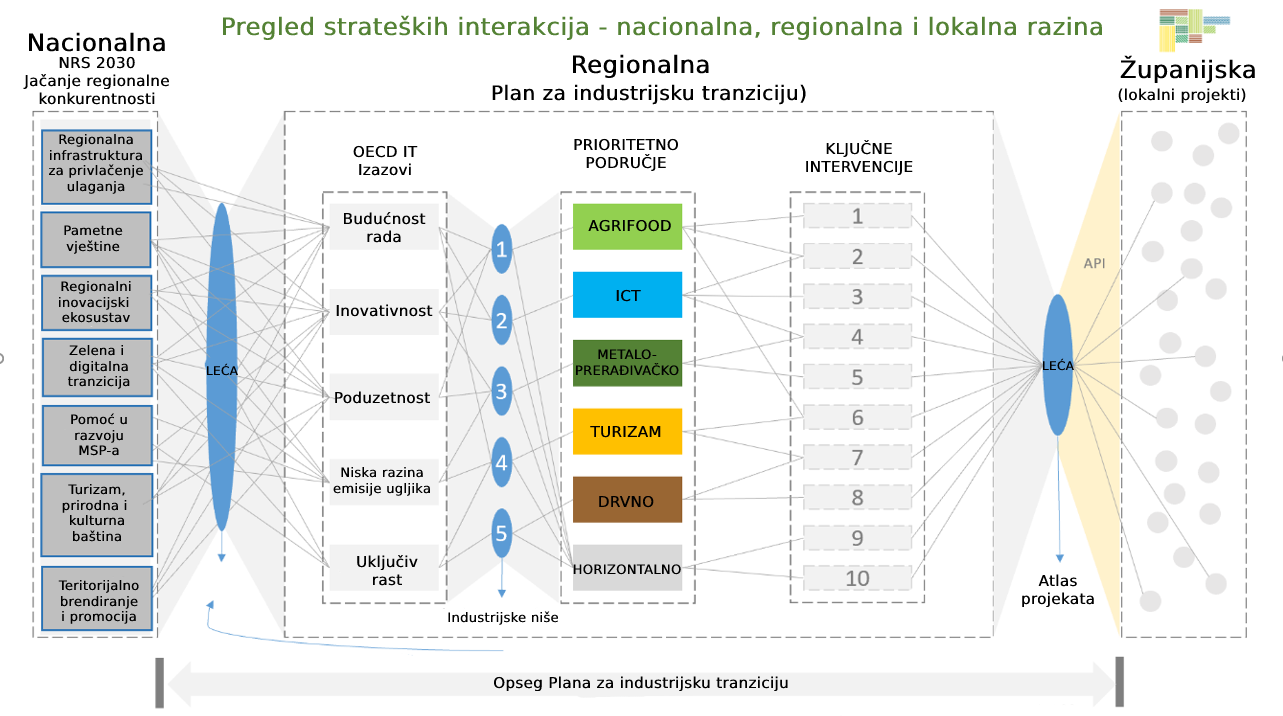 Pregled strateških interakcija - nacionalna, regionalna i lokalna razina
Nacionalna
NRS 2030
Jačanje regionalne
konkurentnosti
Regionalna
infrastruktura
za privlačenje
ulaganja
Pametne
vještine
Regionalni
inovacijski
ekosustav
Zelena i
digitalna
tranzicija
Pomoć u
razvoju
MSP-a
Turizam,
prirodna i
kulturna
baština
Teritorijalno
brendiranje
i promocija
LEĆA
Regionalna
Plan za industrijsku tranziciju)
OECD IT
Izazovi
Budućnost
rada
Inovativnost
Poduzetnost
Niska razina
emisije ugljika
Uključiv
rast
1
2
3
4
5
Industrijske niše
PRIORITETNO
PODRUČJE
AGRIFOOD
ICT
METALO-
PRERAĐIVAČKO
TURIZAM
DRVNO
HORIZONTALNO
KLJUČNE
INTERVENCIJE
1
2
3
4
5
6
7
8
9
10
LEĆA
API
Atlas
projekata
Županijska
(lokalni projekti)
Opseg Plana za industrijsku tranziciju